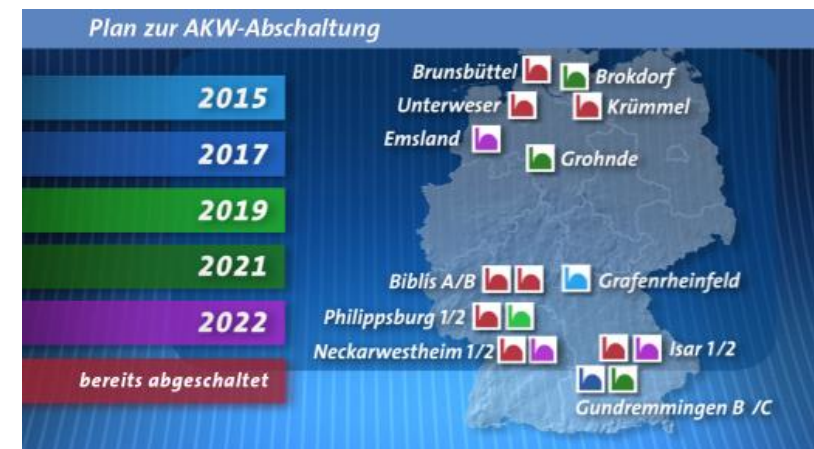 Plan zur AKW-Abschaltung
2015
2017
2019
2021
2022
bereits abgeschaltet
Brunsbüttel
Brokdorf
Unterweser
Krümmel
Emsland
Grohnde
Biblis A/B
Grafenrheinfeld
Philippsburg 1/2
Neckarwestheim 1/2
Isar 1/2
Gundremmingen B /C